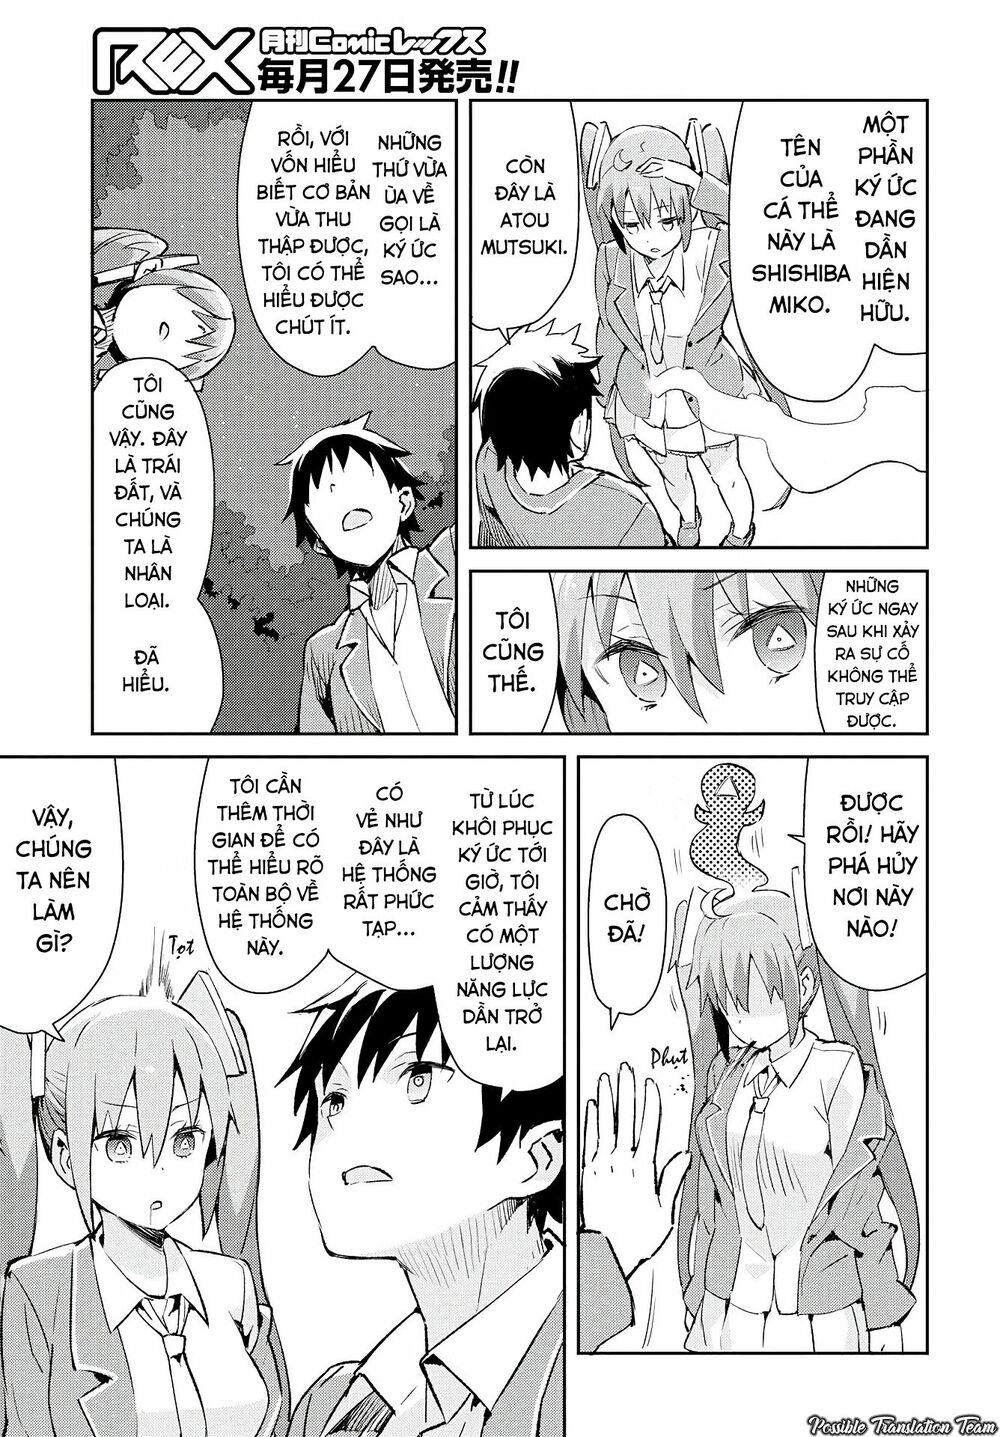 REX
月刊Comicレックス
毎月27日発売!!
MỘT
PHẦN
KÝ ỨC
ĐANG
DẦN
HIỆN
HỮU.
TÊN
CỦA
CÁ THỂ
NÀY LÀ
SHISHIBA
MIKO.
CÒN
ĐÂY LÀ
ATOU
MUTSUKI.
NHỮNG
THỨ VỪA
ÙA VỀ
GỌI LÀ
KÝ ỨC
SAO...
RỒI, VỚI
VỐN HIỂU
BIẾT CƠ BẢN
VỪA THU
THẬP ĐƯỢC,
TÔI CÓ THỂ
HIỂU ĐƯỢC
CHÚT ÍT.
TÔI
CŨNG
VẬY. ĐÂY
LÀ TRÁI
ĐẤT, VÀ
CHÚNG
TA LÀ
NHÂN
LOẠI.
ĐÃ
HIỂU.
NHỮNG
KÝ ỨC NGAY
SAU KHI XẢY
RA SỰ CỐ
KHÔNG THỂ
TRUY CẬP
ĐƯỢC.
TÔI
CŨNG
THẾ.
ĐƯỢC
RỒI! HÃY
PHÁ HỦY
NƠI NÀY
NÀO!
CHỜ
ĐÃ!
Phụt
TỪ LÚC
KHÔI PHỤC
KÝ ỨC TỚI
GIỜ, TÔI
CẢM THẤY
CÓ MỘT
LƯỢNG
NĂNG LỰC
DẦN TRỞ
LẠI.
CÓ
VẺ NHƯ
ĐÂY LÀ
HỆ THỐNG
RẤT PHỨC
TẠP...
TÔI CẦN
THÊM THỜI
GIAN ĐỂ CÓ
THỂ HIỂU RÕ
TOÀN BỘ VỀ
HỆ THỐNG
NÀY.
Tọt
VẬY,
CHÚNG
TA NÊN
LÀM
GÌ?
Possible Translation Team